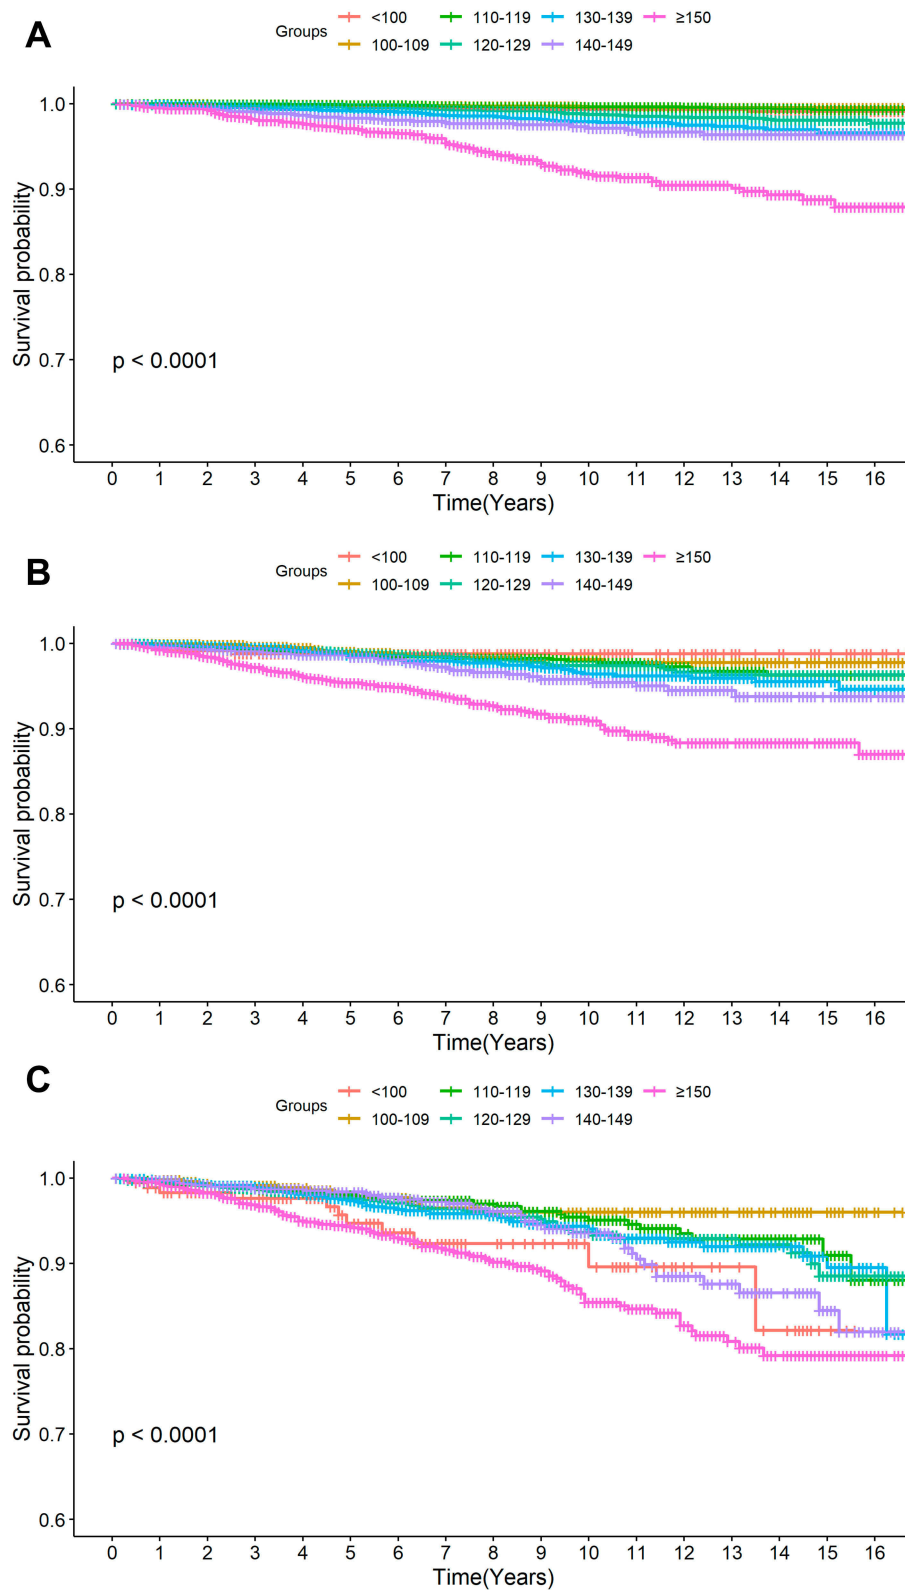 A
Groups <100 110-119 130-139 ≥150
100-109 120-129 140-149
Survival probability
1.0
0.9
0.8
0.7
0.6
p < 0.0001
0 1 2 3 4 5 6 7 8 9 10 11 12 13 14 15 16
Time(Years)
B
Groups <100 110-119 130-139 ≥150
100-109 120-129 140-149
Survival probability
1.0
0.9
0.8
0.7
0.6
p < 0.0001
0 1 2 3 4 5 6 7 8 9 10 11 12 13 14 15 16
Time(Years)
C
Groups <100 110-119 130-139 ≥150
100-109 120-129 140-149
Survival probability
1.0
0.9
0.8
0.7
0.6
p < 0.0001
0 1 2 3 4 5 6 7 8 9 10 11 12 13 14 15 16
Time(Years)